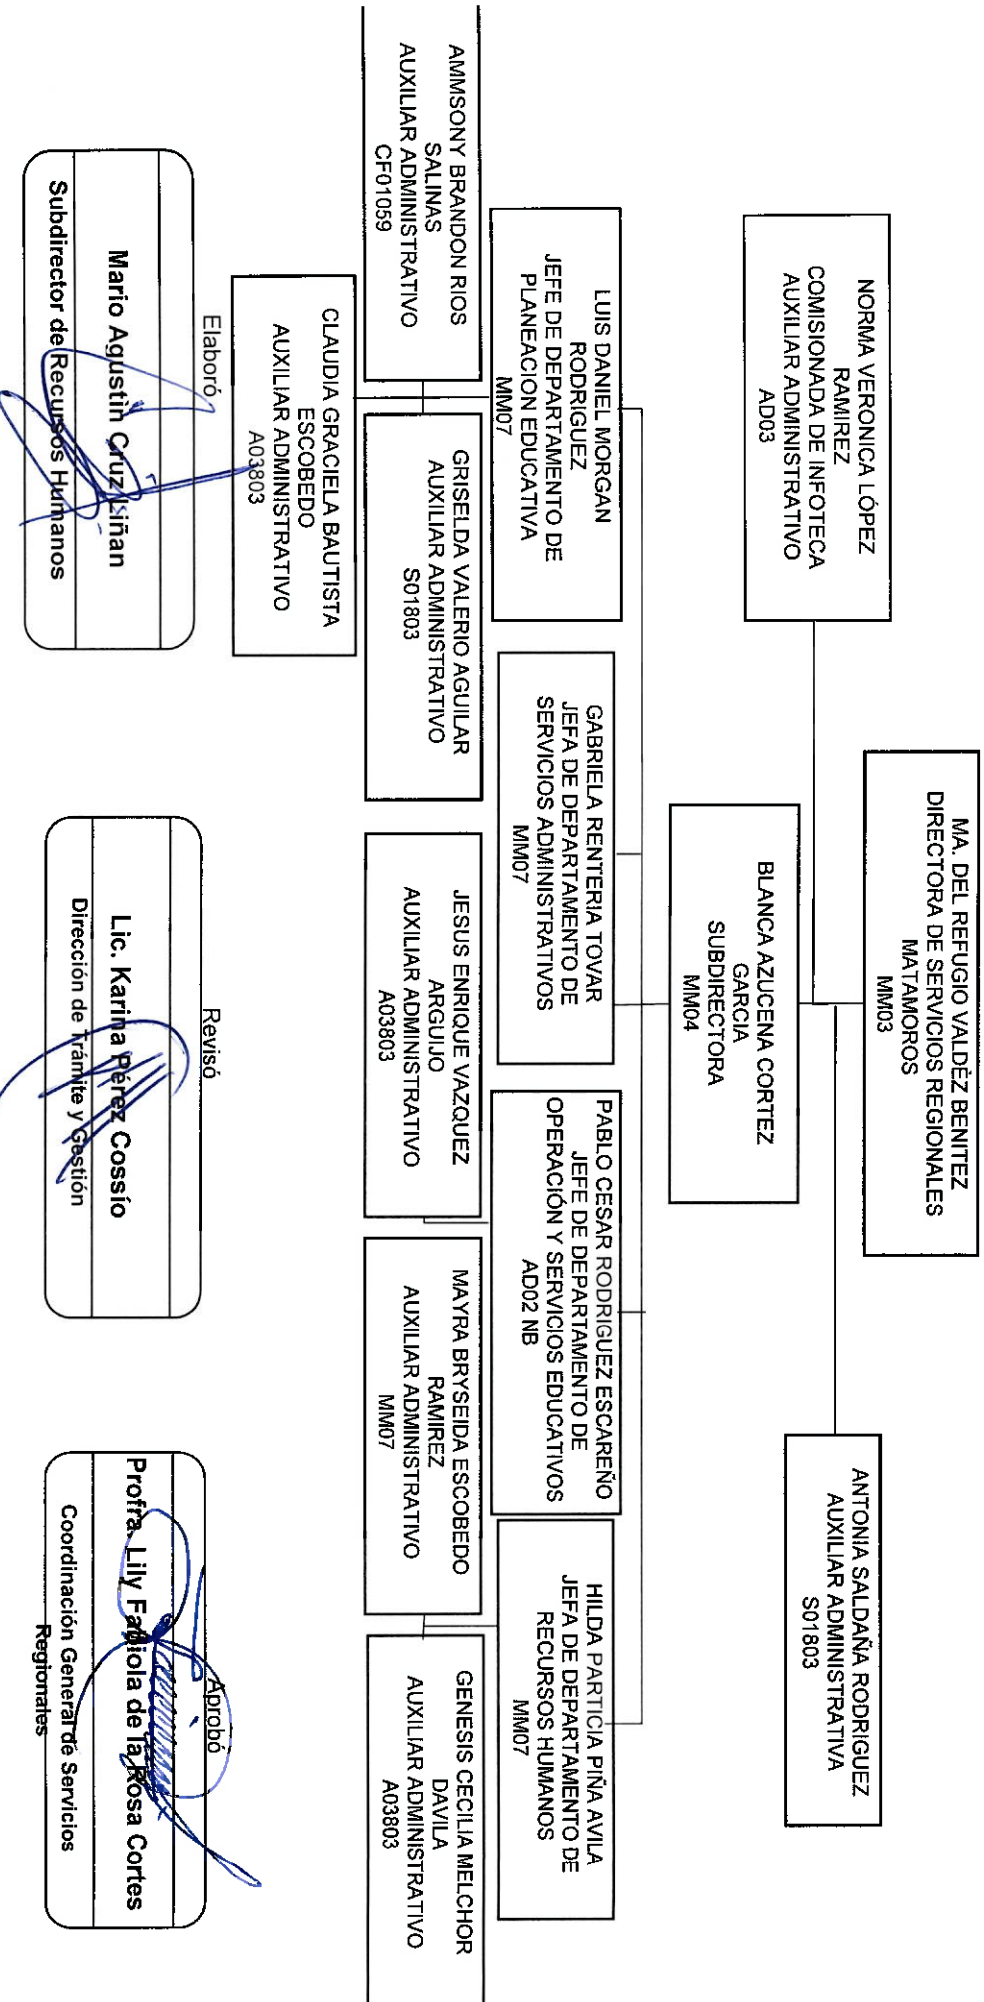 MA. DEL REFUGIO VALDÉZ BENITEZ
DIRECTORA DE SERVICIOS REGIONALES
MATAMOROS
MM03
NORMA VERONICA LÓPEZ
RAMIREZ
COMISIONADA DE INFOTECA
AUXILIAR ADMINISTRATIVO
AD03
ANTONIA SALDAÑA RODRIGUEZ
AUXILIAR ADMINISTRATIVA
S01803
BLANCA AZUCENA CORTEZ
GARCIA
SUBDIRECTORA
MM04
LUIS DANIEL MORGAN
RODRIGUEZ
JEFE DE DEPARTAMENTO DE
PLANEACION EDUCATIVA
MM07
GABRIELA RENTERIA TOVAR
JEFA DE DEPARTAMENTO DE
SERVICIOS ADMINISTRATIVOS
MM07
PABLO CESAR RODRIGUEZ ESCAREÑO
JEFE DE DEPARTAMENTO DE
OPERACIÓN Y SERVICIOS EDUCATIVOS
AD02 NB
HILDA PARTICIA PIÑA AVILA
JEFA DE DEPARTAMENTO DE
RECURSOS HUMANOS
MM07
AMMSONY BRANDON RIOS
SALINAS
AUXILIAR ADMINISTRATIVO
CF01059
GRISELDA VALERIO AGUILAR
AUXILIAR ADMINISTRATIVO
S01803
JESUS ENRIQUE VAZQUEZ
ARGUIJO
AUXILIAR ADMINISTRATIVO
A03803
MAYRA BRYSEIDA ESCOBEDO
RAMIREZ
AUXILIAR ADMINISTRATIVO
MM07
GENESIS CECILIA MELCHOR
DAVILA
AUXILIAR ADMINISTRATIVO
A03803
CLAUDIA GRACIELA BAUTISTA
ESCOBEDO
AUXILIAR ADMINISTRATIVO
A03803
Elaboró
Mario Agustin Cruz Liñan
Subdirector de Recursos Humanos
Revisó
Lic. Karina Pérez Cossío
Dirección de Trámite y Gestión
Aprobó
Profra. Lily Fabiola de la Rosa Cortes
Coordinación General de Servicios
Regionales